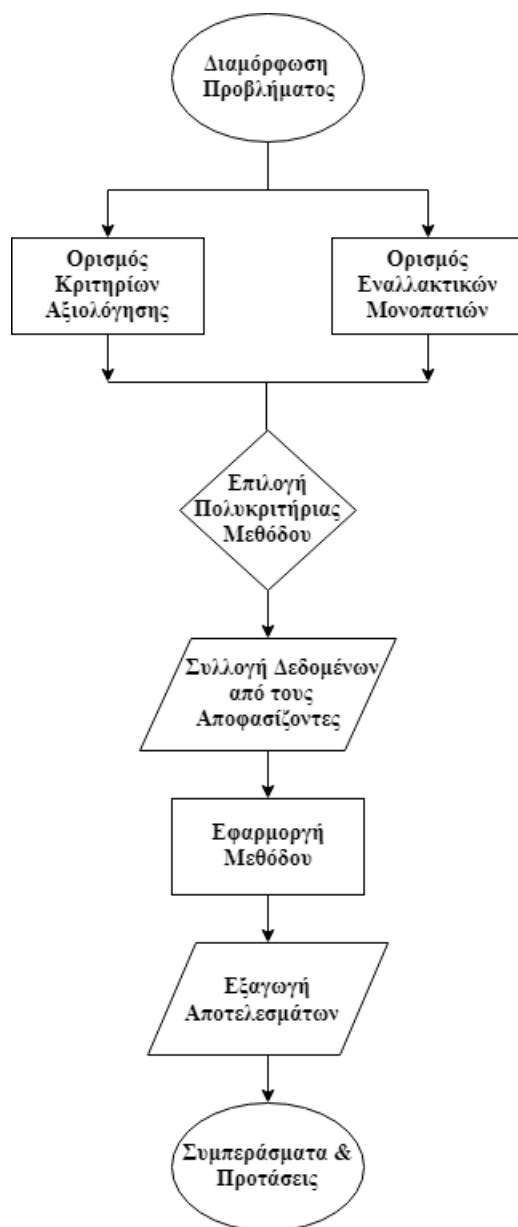 Διαμόρφωση
Προβλήματος
Ορισμός
Κριτηρίων
Αξιολόγησης
Ορισμός
Εναλλακτικών
Μονοπατιών
Επιλογή
Πολυκριτήριας
Μεθόδου
Συλλογή Δεδομένων
από τους
Αποφασίζοντες
Εφαρμοργή
Μεθόδου
Εξαγωγή
Αποτελεσμάτων
Συμπεράσματα &
Προτάσεις